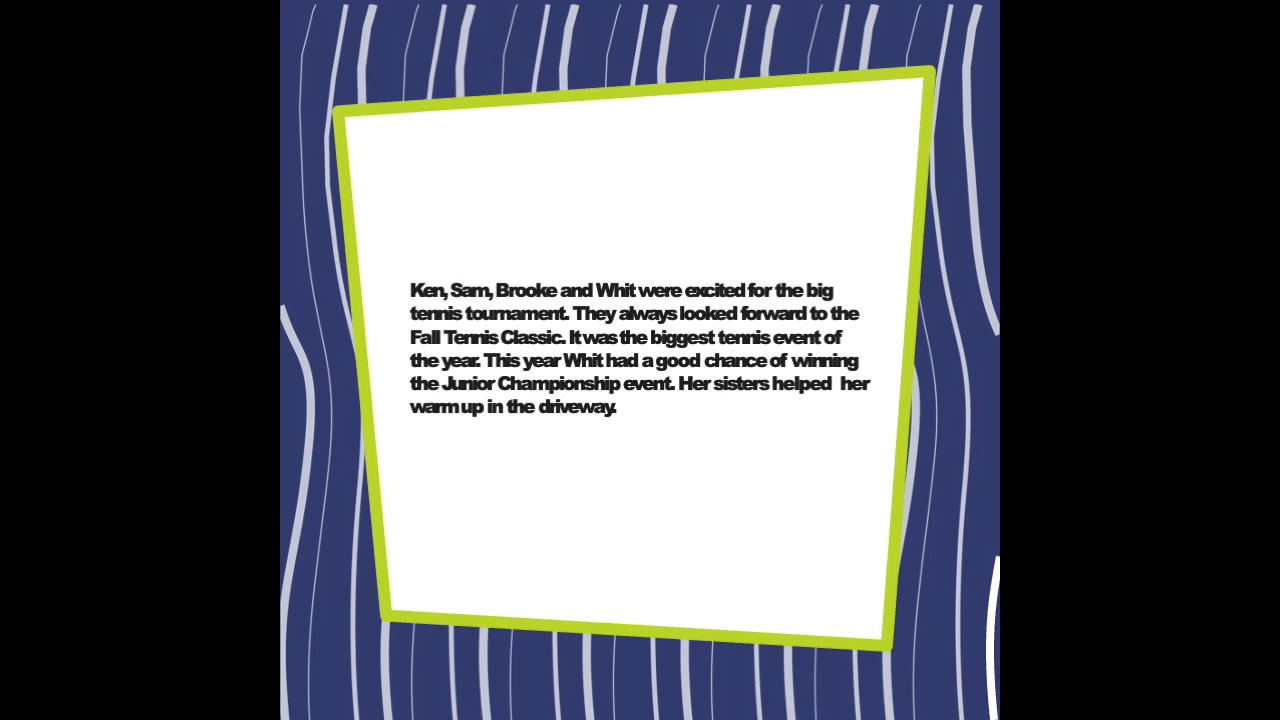 Ken, Sam, Brooke and Whit were excited for the big
tennis tournament. They always looked forward to the
Fall Tennis Classic. It was the biggest tennis event of
the year. This year Whit had a good chance of winning
the Junior Championship event. Her sisters helped her
warm up in the driveway.